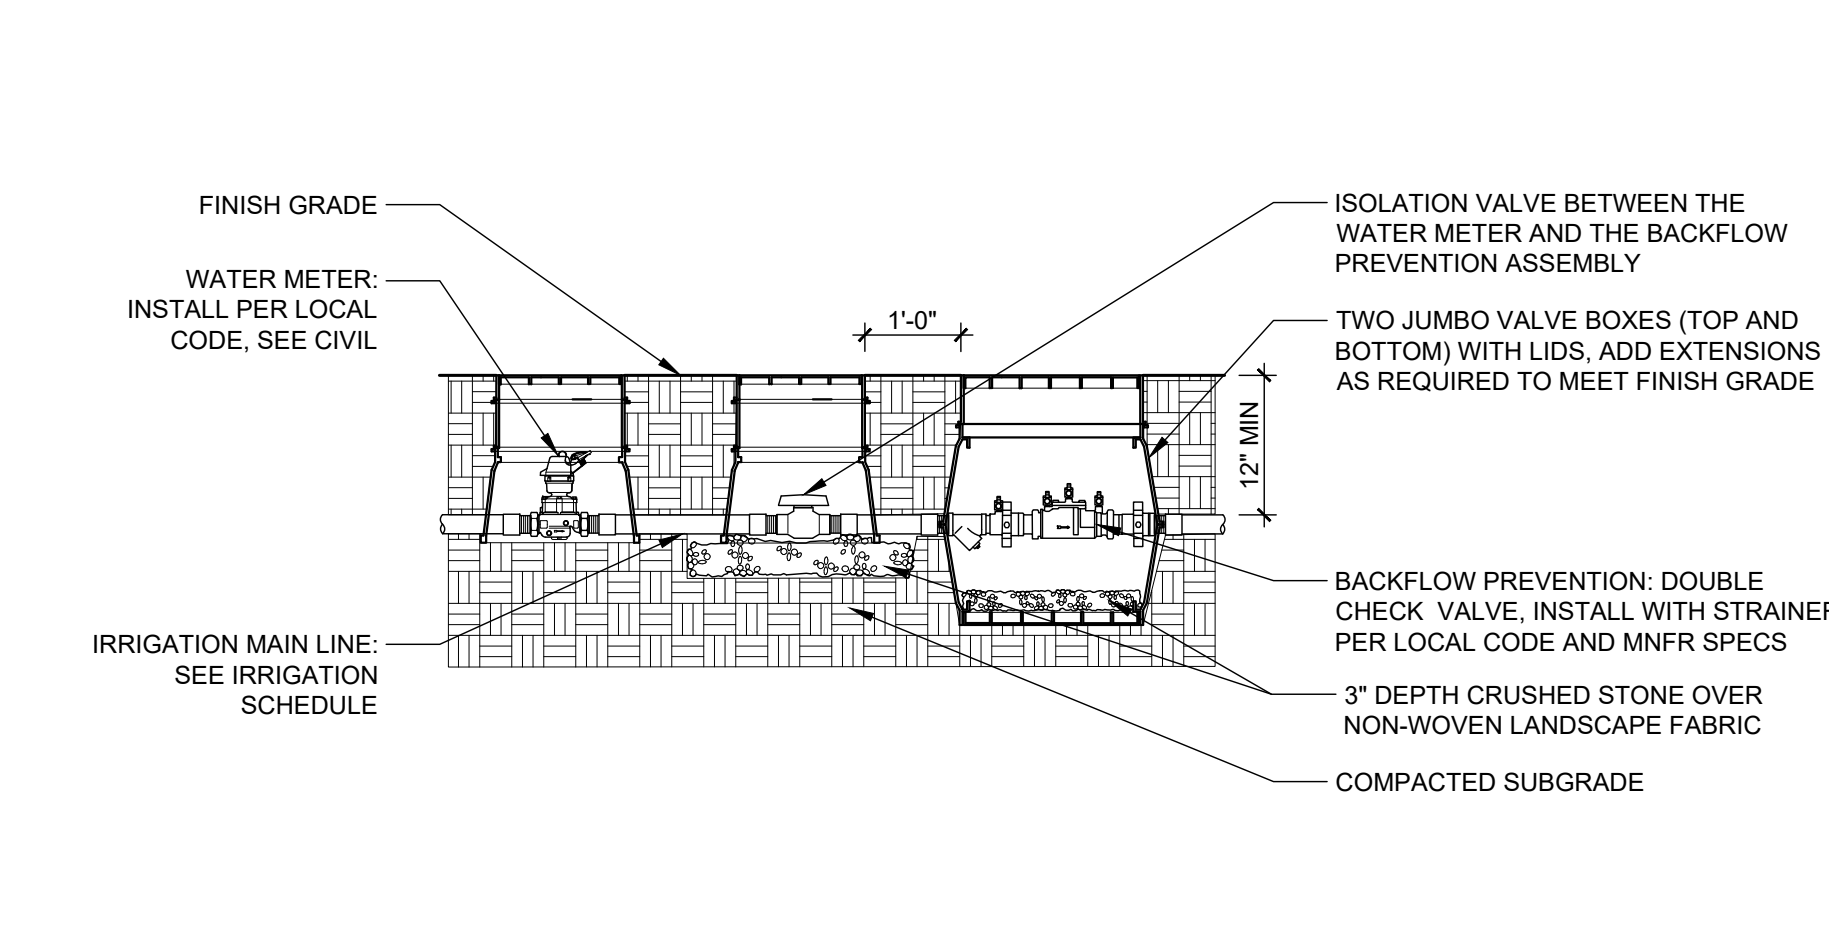 FINISH GRADE
WATER METER:
INSTALL PER LOCAL
CODE, SEE CIVIL
IRRIGATION MAIN LINE:
SEE IRRIGATION
SCHEDULE
1'-0"
12" MIN
ISOLATION VALVE BETWEEN THE
WATER METER AND THE BACKFLOW
PREVENTION ASSEMBLY
TWO JUMBO VALVE BOXES (TOP AND
BOTTOM) WITH LIDS, ADD EXTENSIONS
AS REQUIRED TO MEET FINISH GRADE
BACKFLOW PREVENTION: DOUBLE
CHECK VALVE, INSTALL WITH STRAINER
PER LOCAL CODE AND MNFR SPECS
3" DEPTH CRUSHED STONE OVER
NON-WOVEN LANDSCAPE FABRIC
COMPACTED SUBGRADE